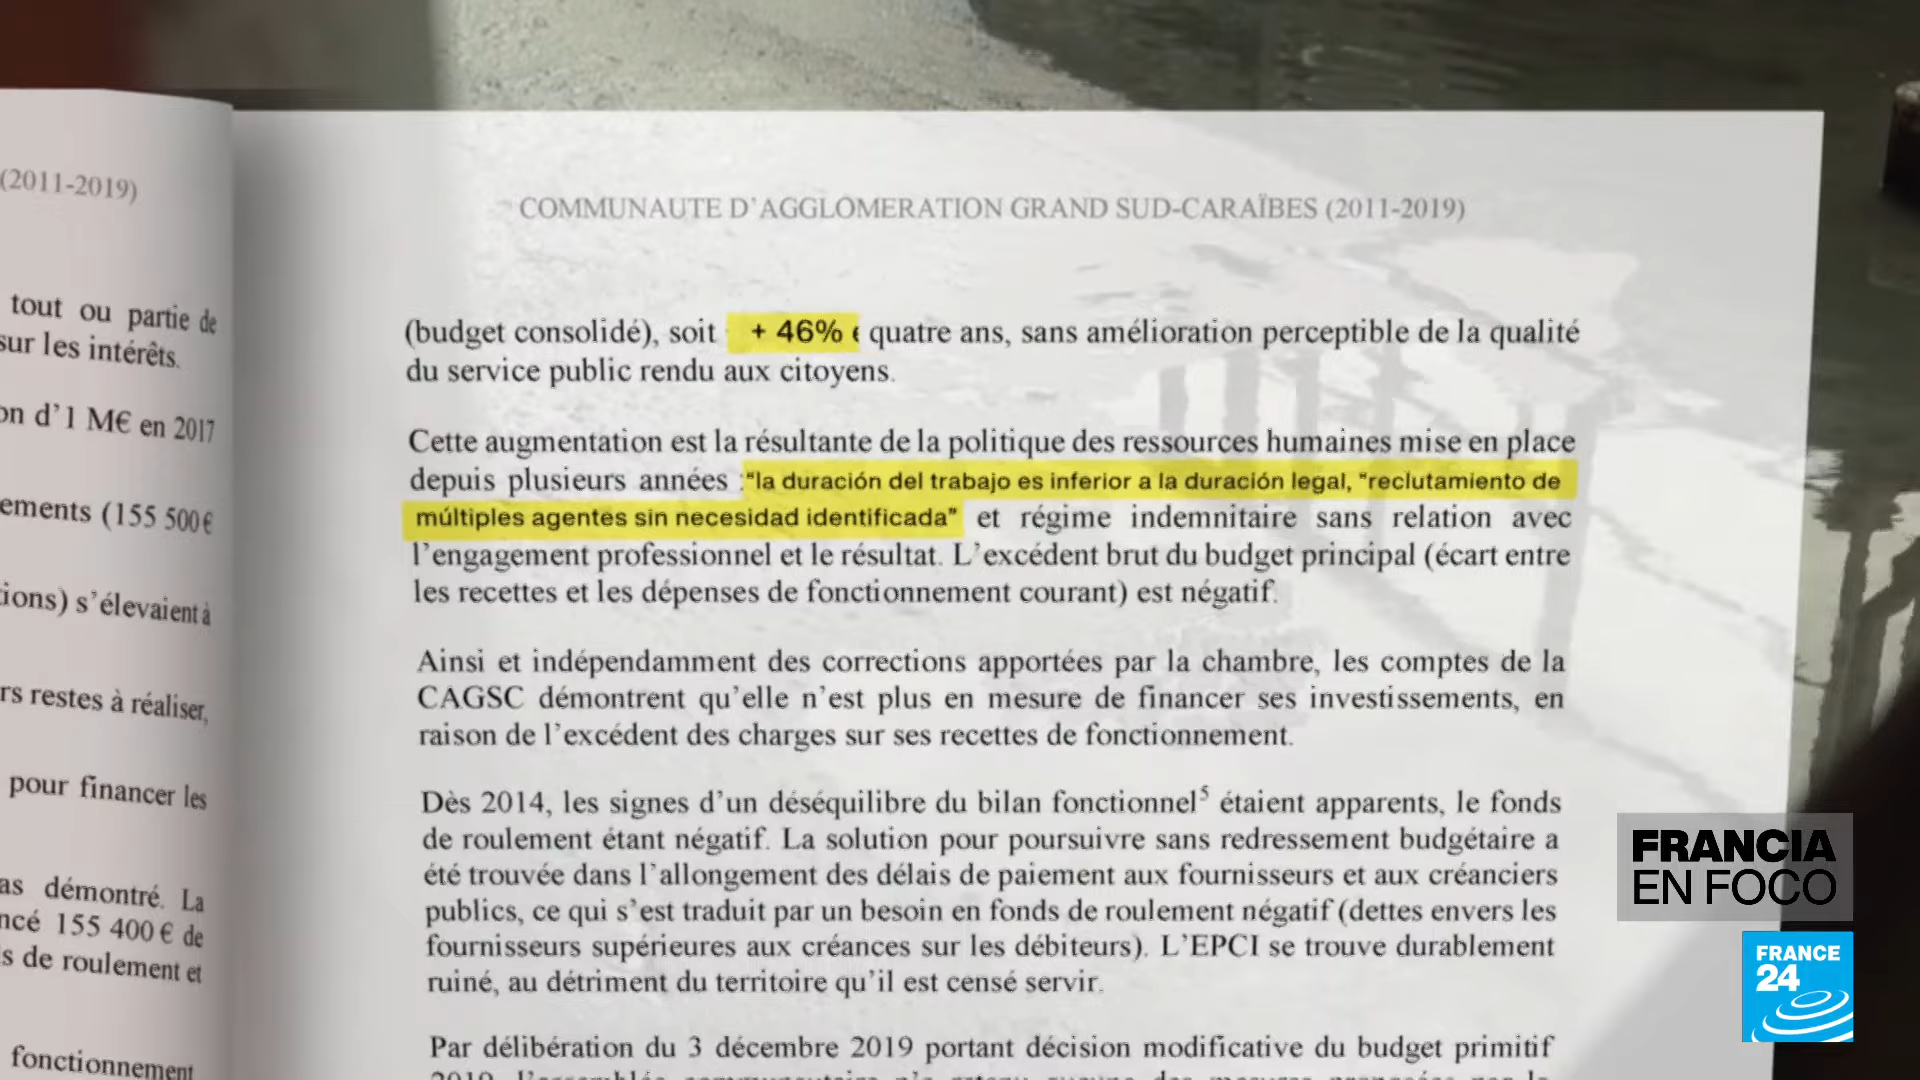 (2011-2019)
tout ou partie de
sur les intérêts.
on d'1 M€ en 2017
ements (155 500 €
tions) s'élevaient à
rs restes à réaliser,
pour financer les
as démontré. La
ncé 155 400 € de
s de roulement et
fonctionnement
COMMUNAUTE D'AGGLOMERATION GRAND SUD-CARAÏBES (2011-2019)
(budget consolidé), soit + 46% quatre ans, sans amélioration perceptible de la qualité
du service public rendu aux citoyens.
Cette augmentation est la résultante de la politique des ressources humaines mise en place
depuis plusieurs années :"la duración del trabajo es inferior a la duración legal, "reclutamiento de
múltiples agentes sin necesidad identificada" et régime indemnitaire sans relation avec
l'engagement professionnel et le résultat. L'excédent brut du budget principal (écart entre
les recettes et les dépenses de fonctionnement courant) est négatif.
Ainsi et indépendamment des corrections apportées par la chambre, les comptes de la
CAGSC démontrent qu'elle n'est plus en mesure de financer ses investissements, en
raison de l'excédent des charges sur ses recettes de fonctionnement.
Dès 2014, les signes d'un déséquilibre du bilan fonctionnel⁵ étaient apparents, le fonds
de roulement étant négatif. La solution pour poursuivre sans redressement budgétaire a
été trouvée dans l'allongement des délais de paiement aux fournisseurs et aux créanciers
publics, ce qui s'est traduit par un besoin en fonds de roulement négatif (dettes envers les
fournisseurs supérieures aux créances sur les débiteurs). L'EPCI se trouve durablement
ruiné, au détriment du territoire qu'il est censé servir.
Par délibération du 3 décembre 2019 portant décision modificative du budget primitif
FRANCIA
EN FOCO
FRANCE
24